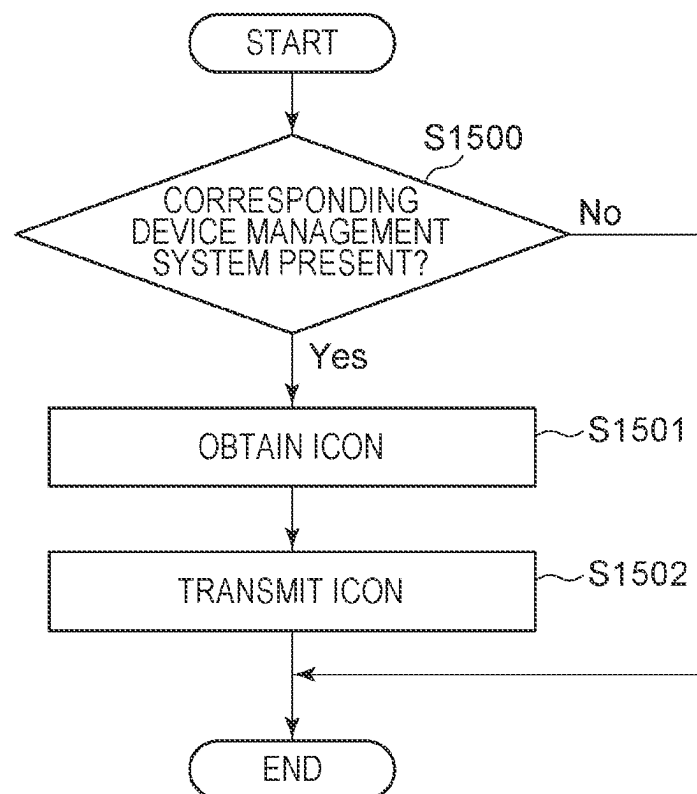 START
S1500
CORRESPONDING
DEVICE MANAGEMENT
SYSTEM PRESENT?
No
Yes
OBTAIN ICON
S1501
TRANSMIT ICON
S1502
END